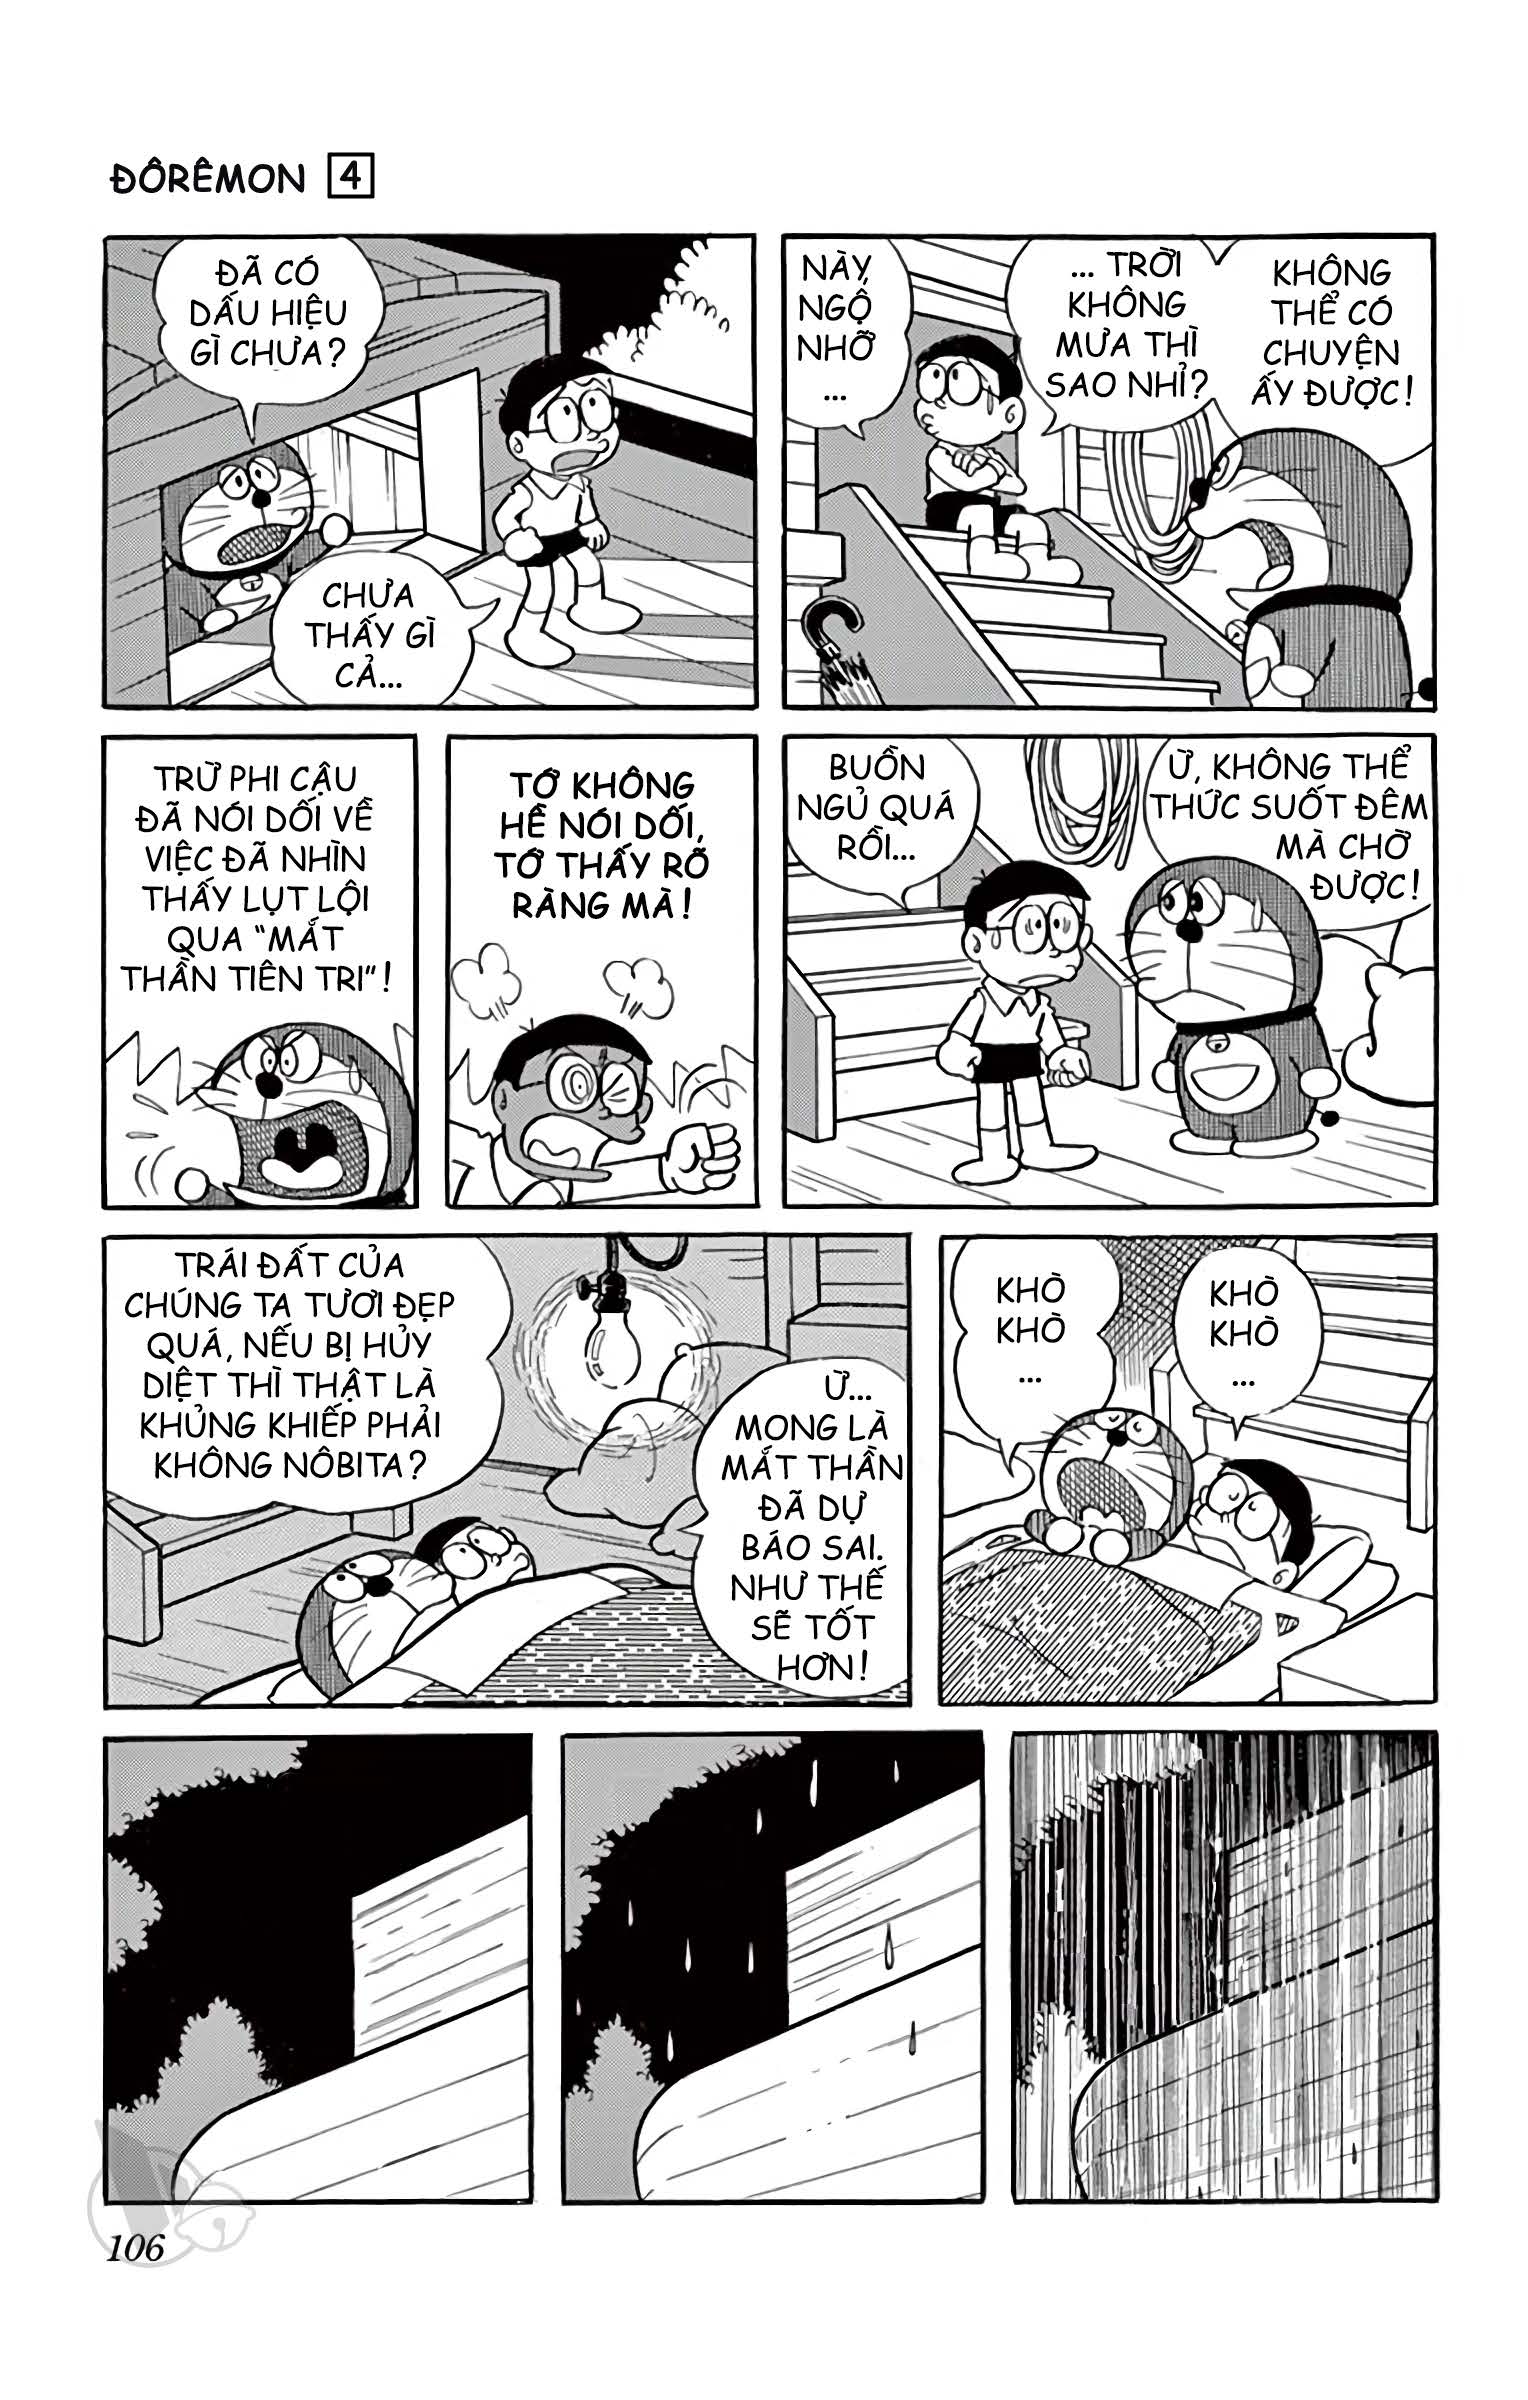 ĐÔRÊMON 4
ĐÃ CÓ
DẤU HIỆU
GÌ CHƯA?
CHƯA
THẤY GÌ
CẢ...
NÀY,
NGỘ
NHỠ
...
... TRỜI
KHÔNG
MƯA THÌ
SAO NHỈ?
KHÔNG
THỂ CÓ
CHUYỆN
ẤY ĐƯỢC!
TRỪ PHI CẬU
ĐÃ NÓI DỐI VỀ
VIỆC ĐÃ NHÌN
THẤY LỤT LỘI
QUA "MẮT
THẦN TIÊN TRI"!
TỚ KHÔNG
HỀ NÓI DỐI,
TỚ THẤY RÕ
RÀNG MÀ!
BUỒN
NGỦ QUÁ
RỒI...
Ừ, KHÔNG THỂ
THỨC SUỐT ĐÊM
MÀ CHỜ
ĐƯỢC!
TRÁI ĐẤT CỦA
CHÚNG TA TƯƠI ĐẸP
QUÁ, NẾU BỊ HỦY
DIỆT THÌ THẬT LÀ
KHỦNG KHIẾP PHẢI
KHÔNG NÔBITA?
Ừ...
MONG LÀ
MẮT THẦN
ĐÃ DỰ
BÁO SAI.
NHƯ THẾ
SẼ TỐT
HƠN!
KHÒ
KHÒ
...
KHÒ
KHÒ
...
106